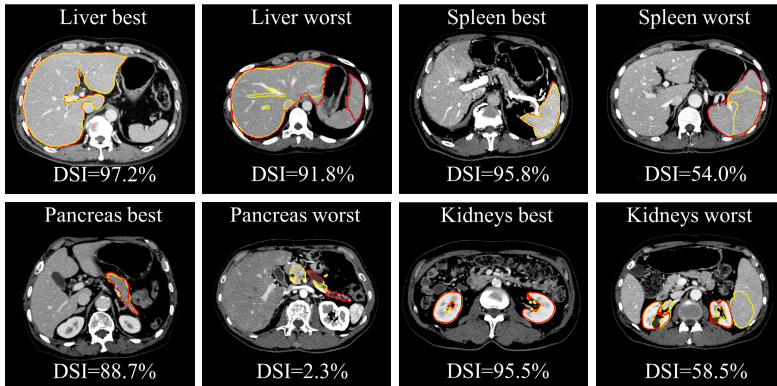 Liver best
Liver worst
Spleen best
Spleen worst
DSI=97.2%
DSI=91.8%
DSI=95.8%
DSI=54.0%
Pancreas best
Pancreas worst
Kidneys best
Kidneys worst
DSI=88.7%
DSI=2.3%
DSI=95.5%
DSI=58.5%